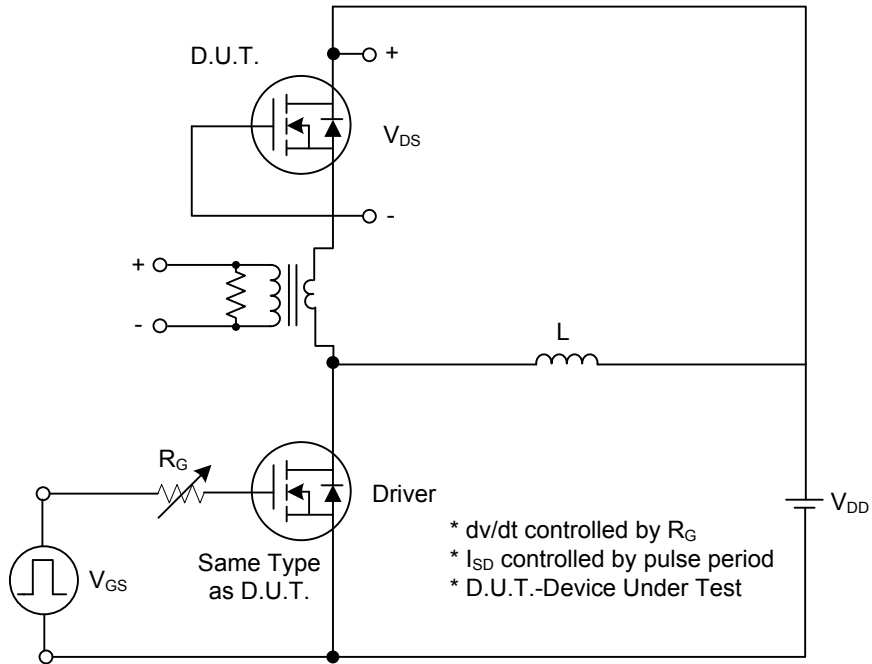 D.U.T.
+
V_DS
-
+
-
L
R_G
Driver
V_DD
V_GS
Same Type
as D.U.T.
* dv/dt controlled by R_G
* I_SD controlled by pulse period
* D.U.T.-Device Under Test